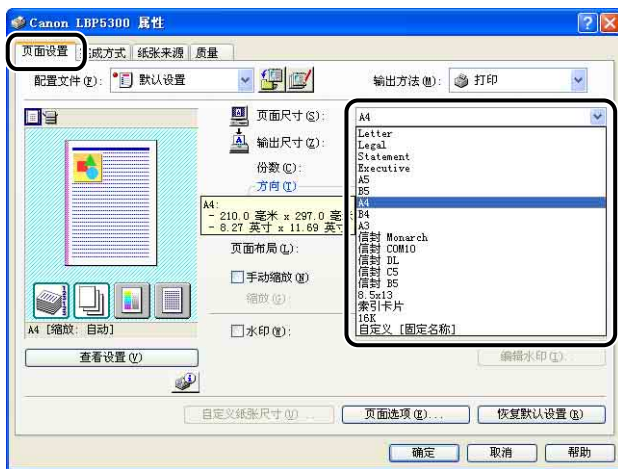 Canon LBP5300 属性
页面设置 完成方式 纸张来源 质量
配置文件(F): 默认设置 输出方法(M): 打印
页面尺寸(S): A4
输出尺寸(Z):
份数(C):
方向(T)
A4:
- 210.0 毫米 x 297.0 毫
- 8.27 英寸 x 11.69 英寸
页面布局(L):
手动缩放(N)
缩放(G):
水印(W):
Letter
Legal
Statement
Executive
A5
B5
A4
B4
A3
信封 Monarch
信封 COM10
信封 DL
信封 C5
信封 B5
8.5x13
索引卡片
16K
自定义 [固定名称]
A4 [缩放: 自动]
查看设置(V)
编辑水印(I)...
自定义纸张尺寸(U)... 页面选项(E)... 恢复默认设置(R)
确定 取消 帮助